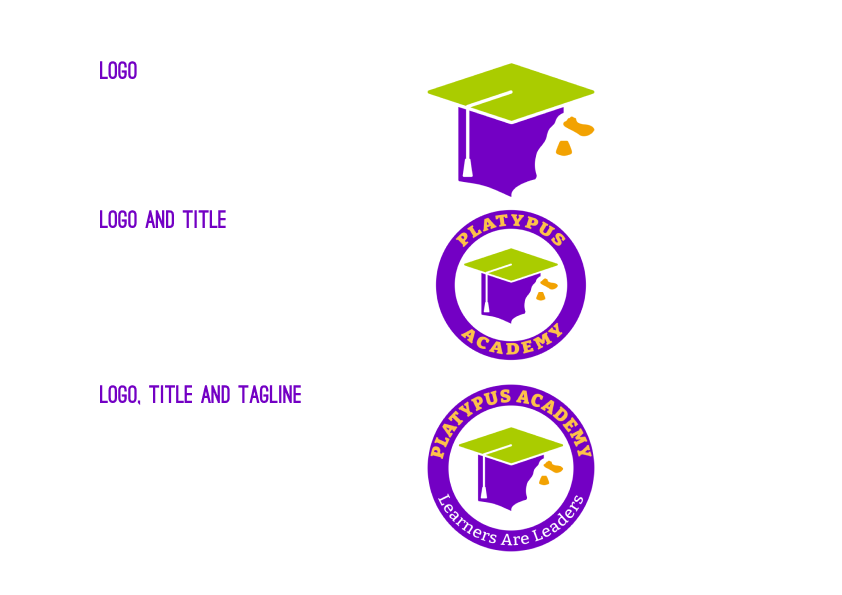 LOGO
LOGO AND TITLE
PLATYPUS
ACADEMY
LOGO, TITLE AND TAGLINE
PLATYPUS ACADEMY
Learners Are Leaders